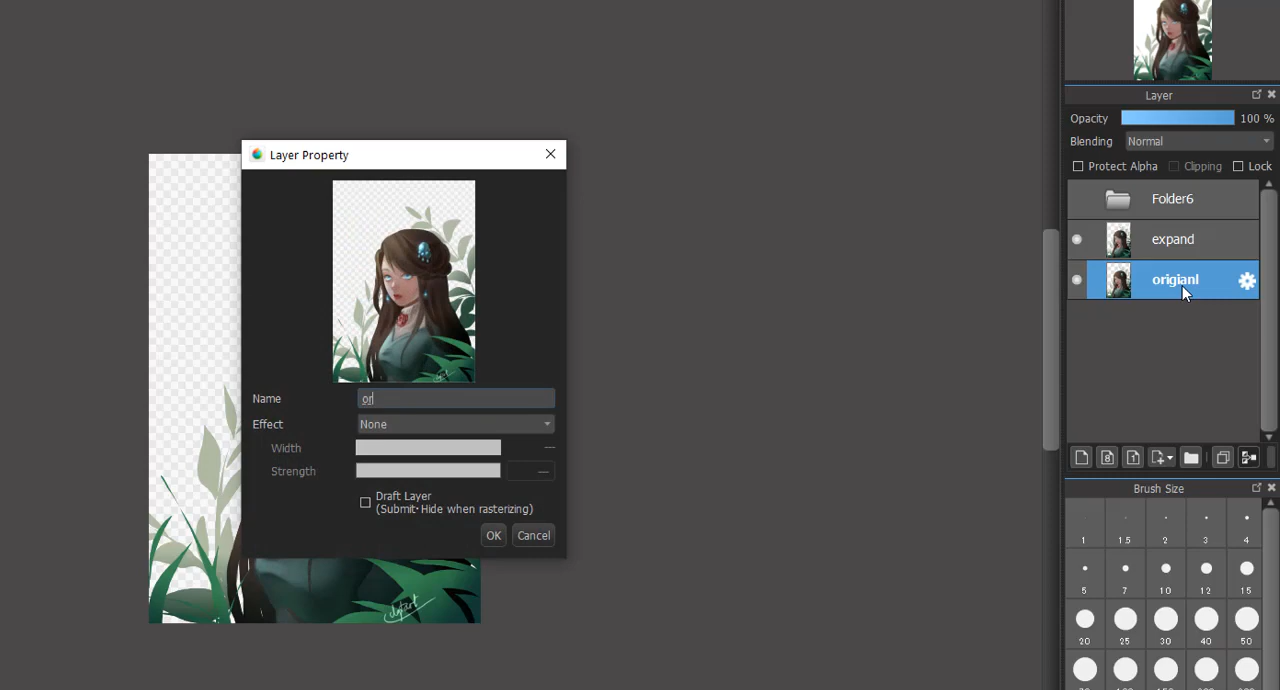 Layer Property
Name
or
Effect
None
Width
Strength
Draft Layer
(Submit・Hide when rasterizing)
OK
Cancel
Layer
Opacity
100 %
Blending
Normal
Protect Alpha
Clipping
Lock
Folder6
expand
origianl
8
1
Brush Size
1 1.5 2 3 4
5 7 10 12 15
20 25 30 40 50